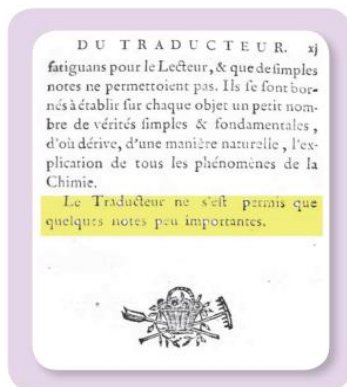 DU TRADUCTEUR. xj
fatiguans pour le Lecteur, & que de simples
notes ne permettoient pas. Ils se sont bor-
nés à établir sur chaque objet un petit nom-
bre de vérités simples & fondamentales,
d'où dérive, d'une manière naturelle, l'ex-
plication de tous les phénomènes de la
Chimie.
Le Traducteur ne s'est permis que
quelques notes peu importantes.